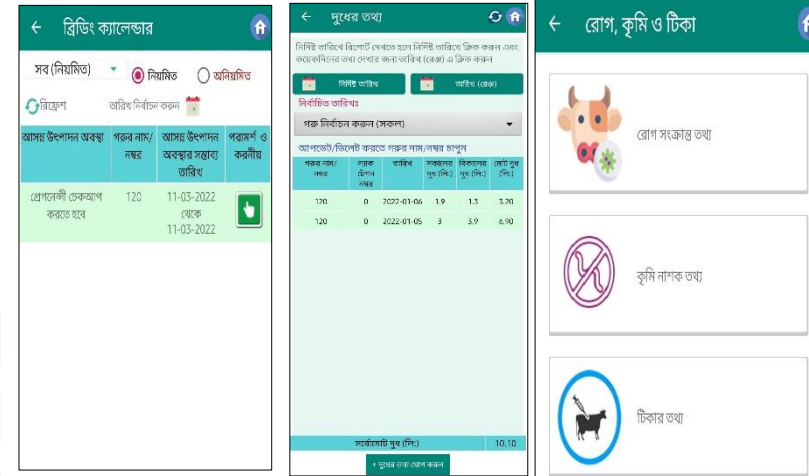 ব্রিডিং ক্যালেন্ডার
সব (নিয়মিত)
নিয়মিত
অনিয়মিত
রিফ্রেশ
তারিখ নির্বাচন করুন
আসন্ন উৎপাদন অবস্থা
গরুর নাম/
নম্বর
আসন্ন উৎপাদন
অবস্থার সম্ভাব্য
তারিখ
পরামর্শ ও
করনীয়
প্রেগনেন্সী চেকআপ
করতে হবে
120
11-03-2022
থেকে
11-03-2022
দুধের তথ্য
নির্দিষ্ট তারিখে রিপোর্ট দেখতে হলে নির্দিষ্ট তারিখে ক্লিক করুন এবং
কয়েকদিনের তথ্য দেখার জন্য তারিখ (রেঞ্জ) এ ক্লিক করুন
নির্দিষ্ট তারিখ
তারিখ (রেঞ্জ)
নির্বাচিত তারিখঃ
গরু নির্বাচন করুন (সকল)
আপডেট/ডিলেট করতে গরুর নাম/নম্বর চাপুন
গরুর নাম/
নম্বর
ল্যাক
টেশন
নম্বর
তারিখ
সকালের
দুধ (লি:)
বিকালের
দুধ (লি:)
মোট দুধ
(লি:)
120 0 2022-01-06 1.9 1.3 3.20
120 0 2022-01-05 3 3.9 6.90
সর্বোমোট দুধ (লি:) 10.10
+ দুধের তথ্য যোগ করুন
রোগ, কৃমি ও টিকা
রোগ সংক্রান্ত তথ্য
কৃমি নাশক তথ্য
টিকার তথ্য